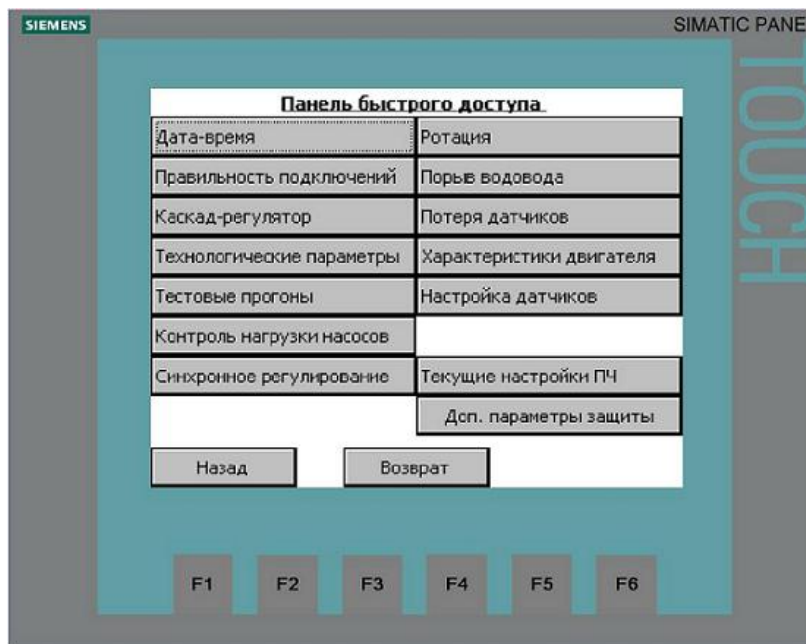 SIEMENS
SIMATIC PANE
TOUCH
Панель быстрого доступа
Дата-время
Ротация
Правильность подключений
Порыв водовода
Каскад-регулятор
Потеря датчиков
Технологические параметры
Характеристики двигателя
Тестовые прогоны
Настройка датчиков
Контроль нагрузки насосов
Синхронное регулирование
Текущие настройки ПЧ
Доп. параметры защиты
Назад
Возврат
F1 F2 F3 F4 F5 F6